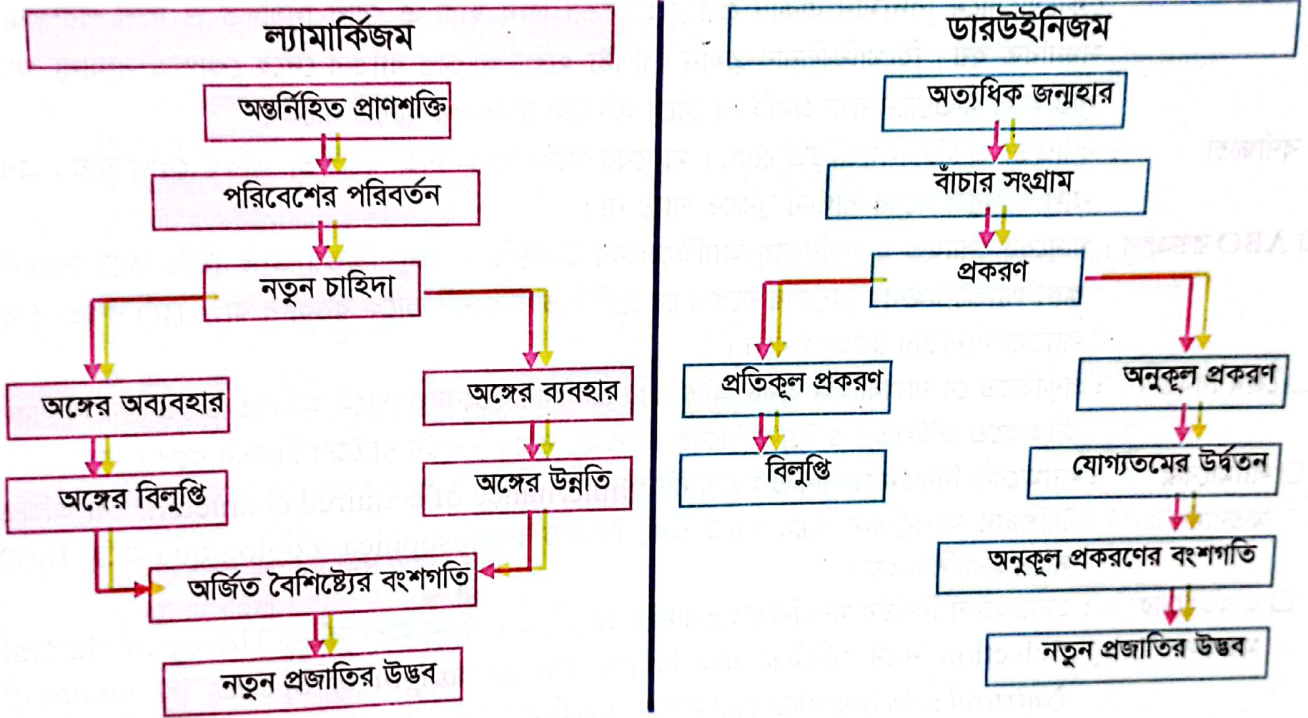 ল্যামার্কিজম
অন্তর্নিহিত প্রাণশক্তি
পরিবেশের পরিবর্তন
নতুন চাহিদা
অঙ্গের অব্যবহার
অঙ্গের ব্যবহার
অঙ্গের বিলুপ্তি
অঙ্গের উন্নতি
অর্জিত বৈশিষ্ট্যের বংশগতি
নতুন প্রজাতির উদ্ভব
ডারউইনিজম
অত্যধিক জন্মহার
বাঁচার সংগ্রাম
প্রকরণ
প্রতিকূল প্রকরণ
অনুকূল প্রকরণ
বিলুপ্তি
যোগ্যতমের উর্দ্বতন
অনুকূল প্রকরণের বংশগতি
নতুন প্রজাতির উদ্ভব